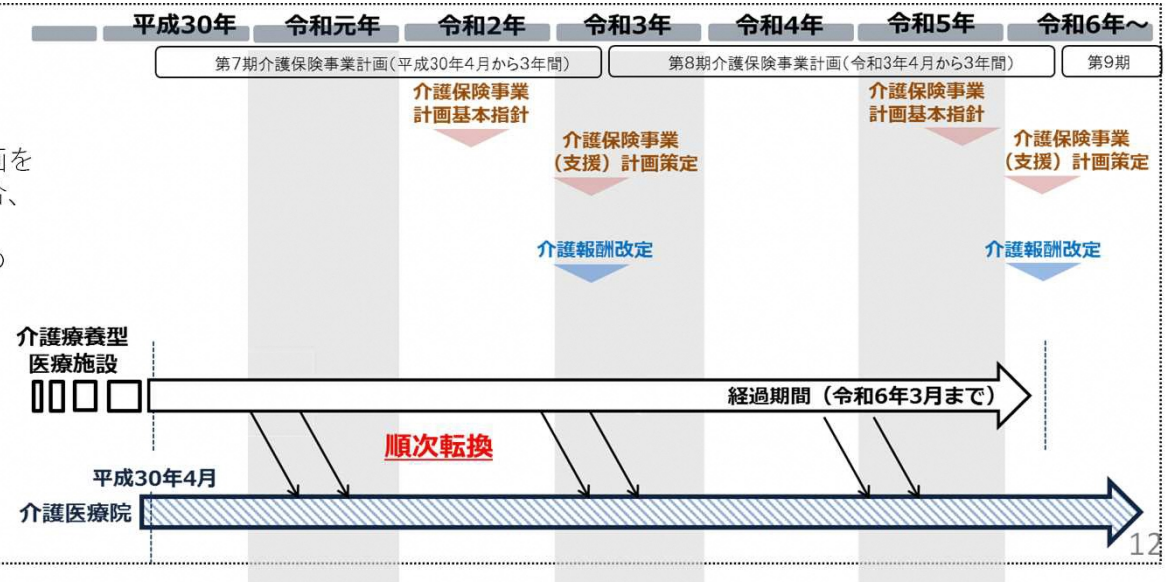 平成30年
令和元年
令和2年
令和3年
令和4年
令和5年
令和6年～
第7期介護保険事業計画(平成30年4月から3年間)
第8期介護保険事業計画(令和3年4月から3年間)
第9期
介護保険事業
計画基本指針
介護保険事業
（支援）計画策定
介護保険事業
計画基本指針
介護保険事業
（支援）計画策定
画を
介護報酬改定
介護報酬改定
の
介護療養型
医療施設
経過期間（令和6年3月まで）
順次転換
平成30年4月
介護医療院
12